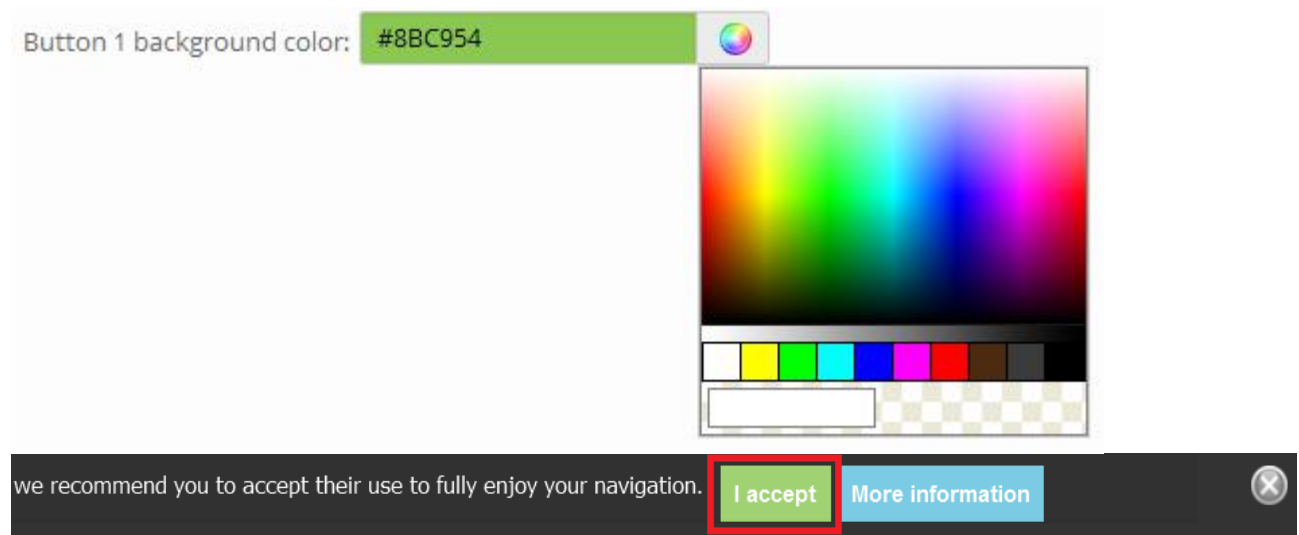 Button 1 background color: #8BC954
we recommend you to accept their use to fully enjoy your navigation. I accept More information